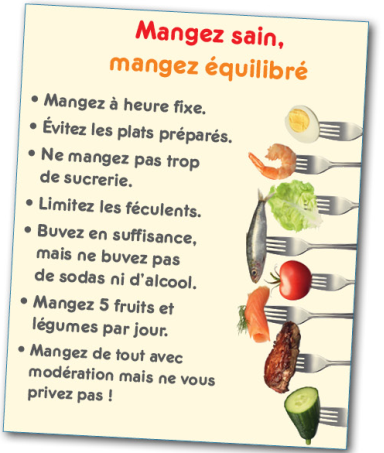 Mangez sain,
mangez équilibré
• Mangez à heure fixe.
• Évitez les plats préparés.
• Ne mangez pas trop
de sucrerie.
• Limitez les féculents.
• Buvez en suffisance,
mais ne buvez pas
de sodas ni d'alcool.
• Mangez 5 fruits et
légumes par jour.
• Mangez de tout avec
modération mais ne vous
privez pas !